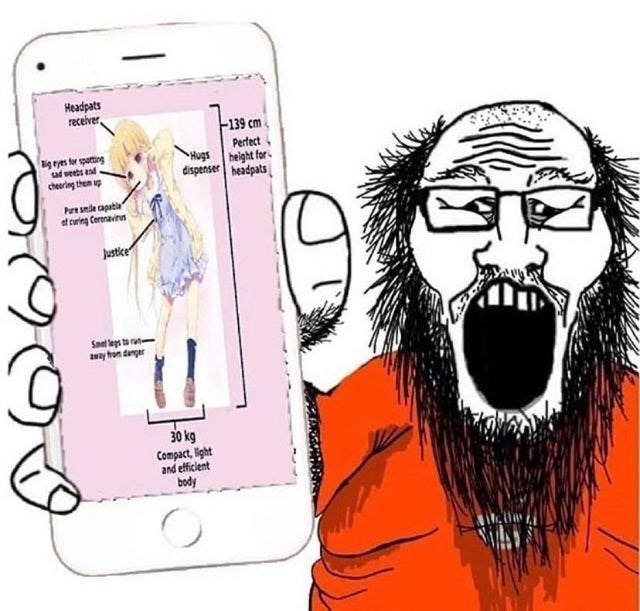 Headpats
receiver
Big eyes for spotting
sad weebs and
cheering them up
Pure smile capable
of curing Coronavirus
Justice
Smol legs to run
away from danger
Hugs
dispenser
139 cm
Perfect
height for
headpats
30 kg
Compact, light
and efficient
body